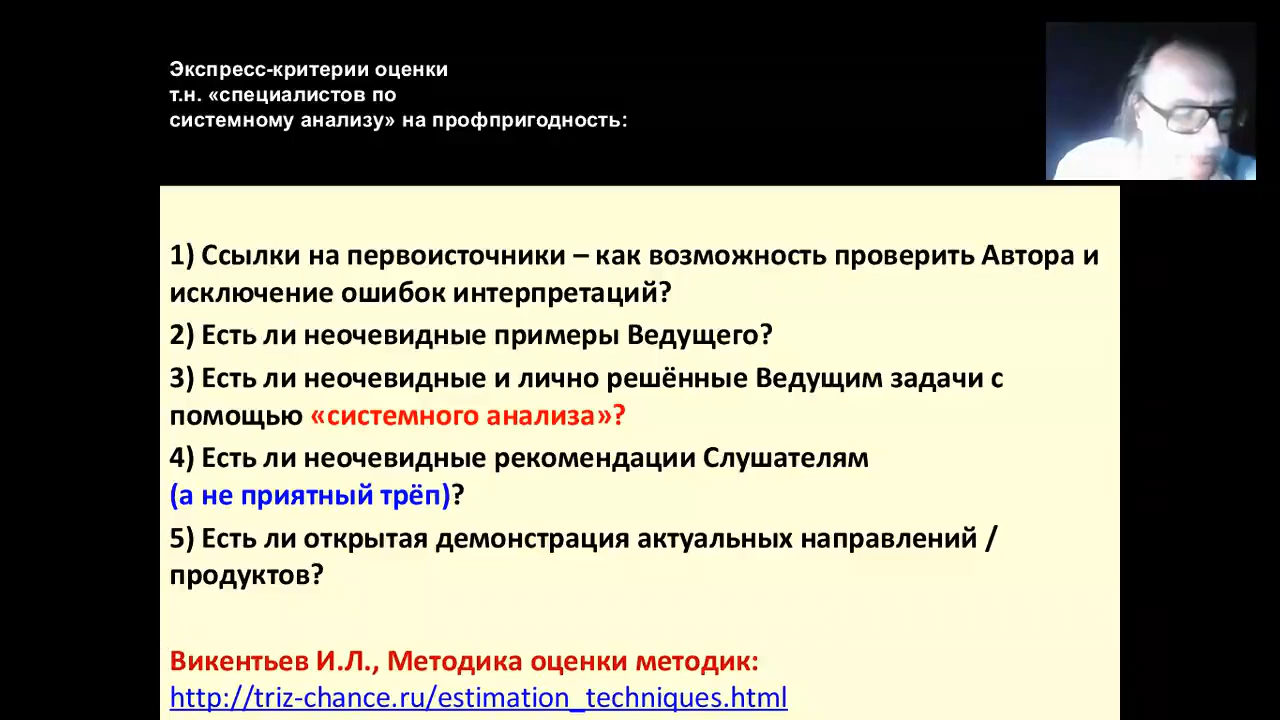 Экспресс-критерии оценки
т.н. «специалистов по
системному анализу» на профпригодность:
1) Ссылки на первоисточники – как возможность проверить Автора и
исключение ошибок интерпретаций?
2) Есть ли неочевидные примеры Ведущего?
3) Есть ли неочевидные и лично решённые Ведущим задачи с
помощью «системного анализа»?
4) Есть ли неочевидные рекомендации Слушателям
(а не приятный трёп)?
5) Есть ли открытая демонстрация актуальных направлений /
продуктов?
Викентьев И.Л., Методика оценки методик:
http://triz-chance.ru/estimation_techniques.html